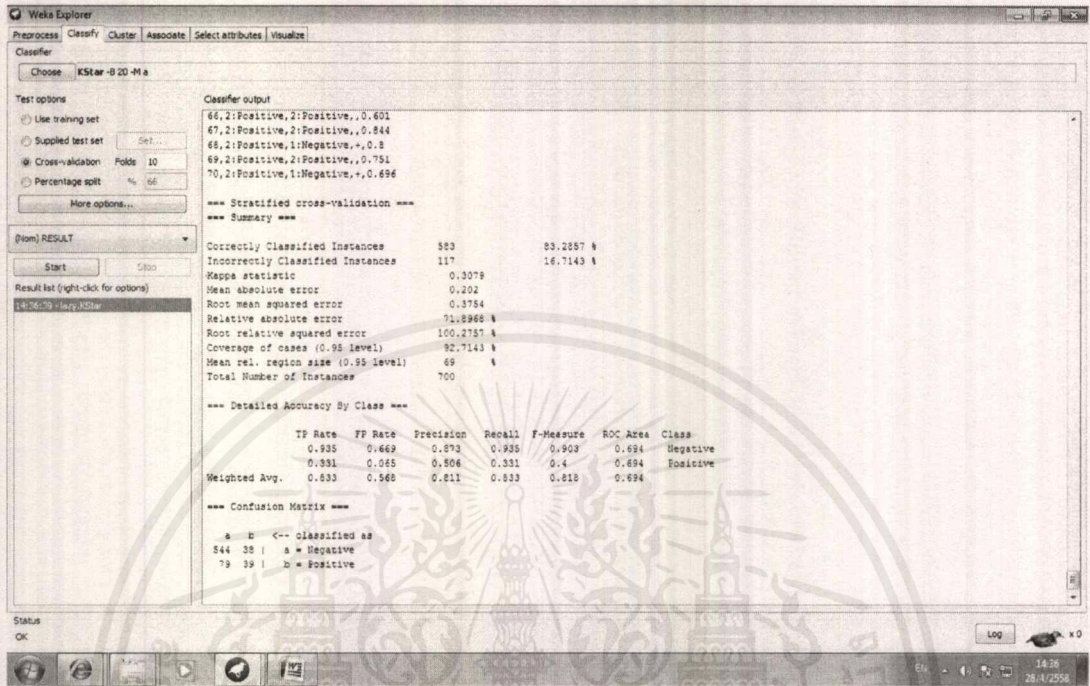 Weka Explorer
Preprocess Classify Cluster Associate Select attributes Visualize
Classifier
Choose KStar -B 20 -M a
Test options
Use training set
Supplied test set Set...
Cross-validation Folds 10
Percentage split % 66
More options...
(Nom) RESULT
Start Stop
Result list (right-click for options)
14:36:39 - lazy.KStar
Classifier output
66,2:Positive,2:Positive,,0.601
67,2:Positive,2:Positive,,0.844
68,2:Positive,1:Negative,+,0.8
69,2:Positive,2:Positive,,0.751
70,2:Positive,1:Negative,+,0.696
=== Stratified cross-validation ===
=== Summary ===
Correctly Classified Instances 583 83.2857 %
Incorrectly Classified Instances 117 16.7143 %
Kappa statistic 0.3079
Mean absolute error 0.202
Root mean squared error 0.3754
Relative absolute error 71.8968 %
Root relative squared error 100.2757 %
Coverage of cases (0.95 level) 92.7143 %
Mean rel. region size (0.95 level) 69 %
Total Number of Instances 700
=== Detailed Accuracy By Class ===
TP Rate FP Rate Precision Recall F-Measure ROC Area Class
0.935 0.669 0.873 0.935 0.903 0.694 Negative
0.331 0.065 0.506 0.331 0.4 0.694 Positive
Weighted Avg. 0.833 0.568 0.811 0.833 0.818 0.694
=== Confusion Matrix ===
a b <-- classified as
544 38 | a = Negative
79 39 | b = Positive
Status
OK
Log
x 0
EN
14:36
28/4/2558